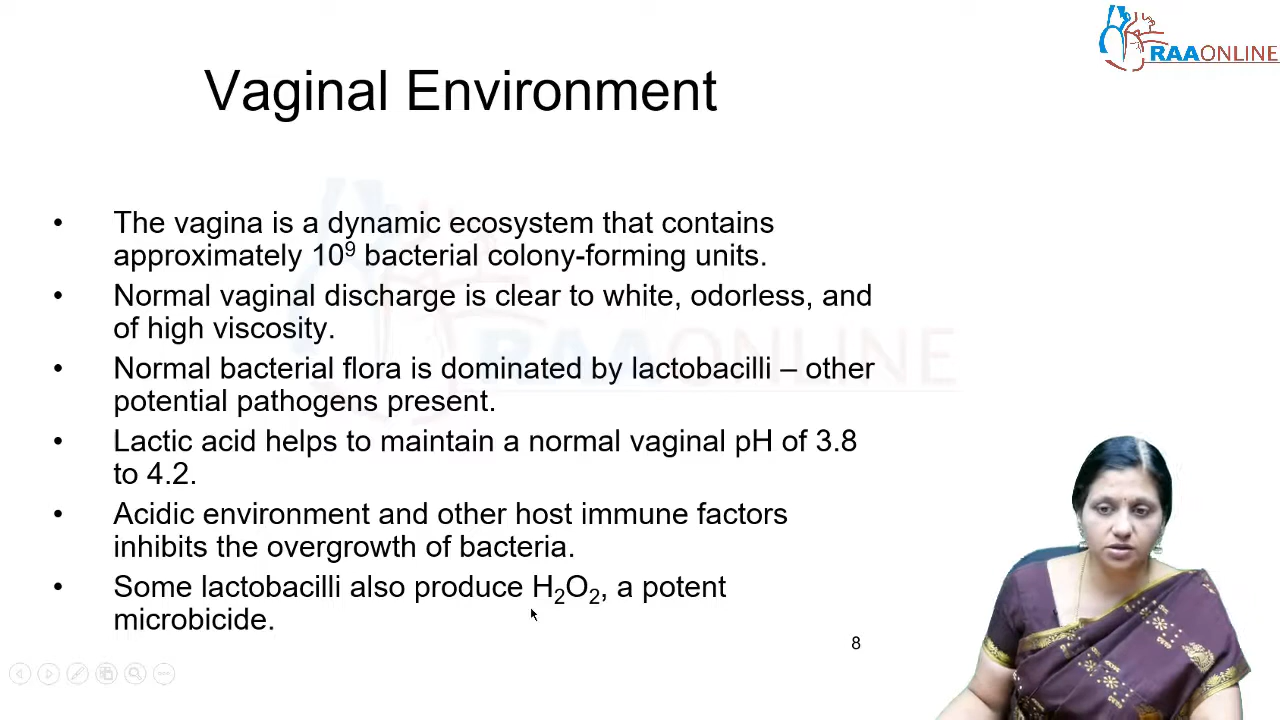 RAAONLINE
Vaginal Environment
• The vagina is a dynamic ecosystem that contains
approximately 10⁹ bacterial colony-forming units.
• Normal vaginal discharge is clear to white, odorless, and
of high viscosity.
• Normal bacterial flora is dominated by lactobacilli – other
potential pathogens present.
• Lactic acid helps to maintain a normal vaginal pH of 3.8
to 4.2.
• Acidic environment and other host immune factors
inhibits the overgrowth of bacteria.
• Some lactobacilli also produce H₂O₂, a potent
microbicide.
RAAONLINE
8